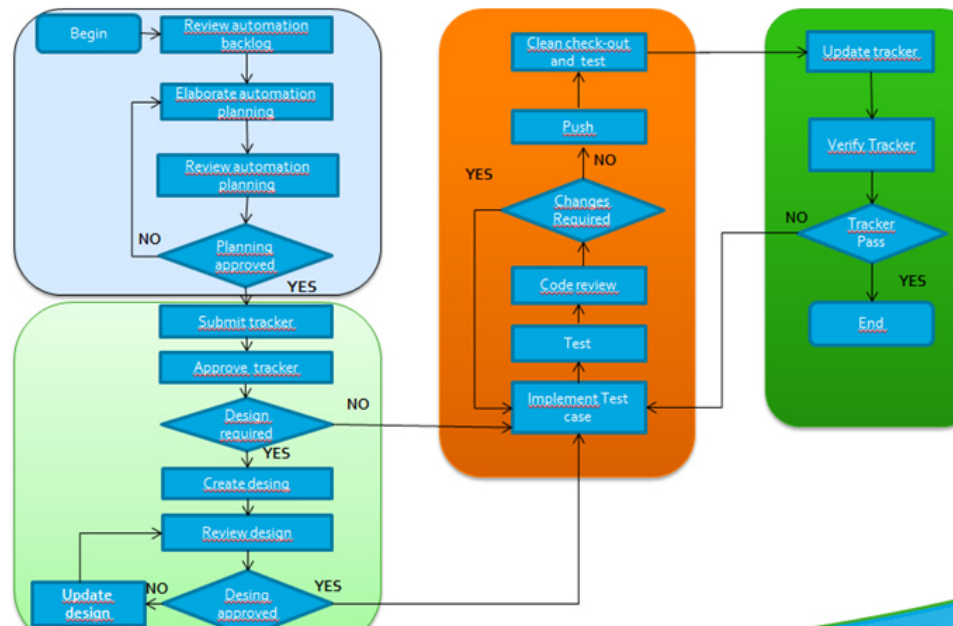 Begin
Review automation
backlog
Elaborate automation
planning
Review automation
planning
NO
Planning
approved
YES
Submit tracker
Approve tracker
Design
required
NO
YES
Create desing
Review design
Update
design
NO
Desing
approved
YES
Clean check-out
and test
Push
YES
NO
Changes
Required
Code review
Test
Implement Test
case
Update tracker
Verify Tracker
NO
Tracker
Pass
YES
End